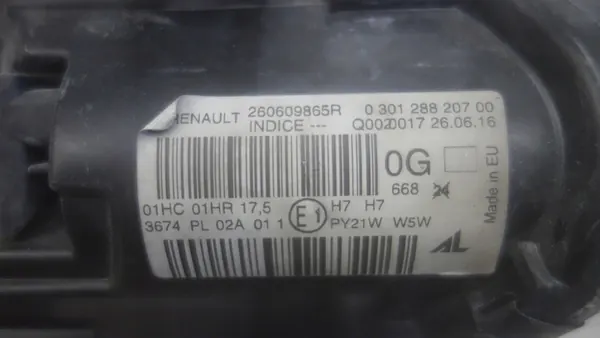 RENAULT 260609865R 0 301 288 207 00
INDICE --- Q0020017 26.06.16
0G
668 24
Made in EU
01HC 01HR 17,5 H7 H7
3674 PL 02A 01 1 E1 PY21W W5W
AL